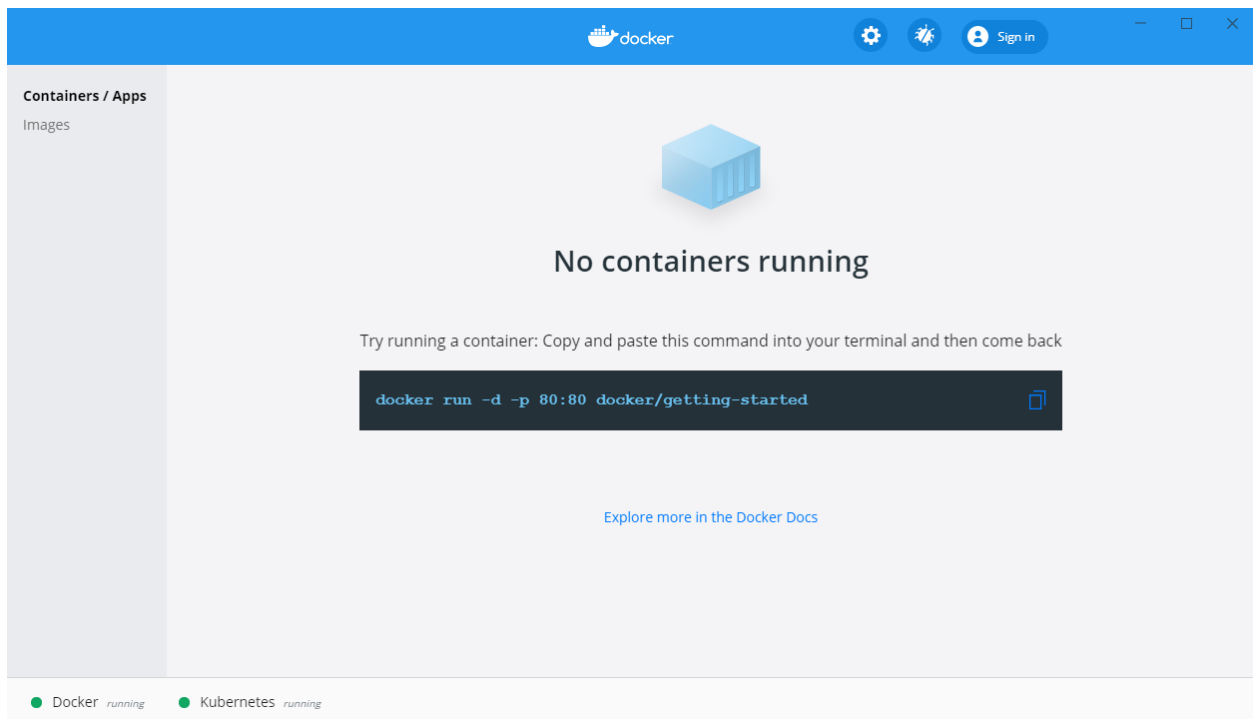 docker
Sign in
Containers / Apps
Images
No containers running
Try running a container: Copy and paste this command into your terminal and then come back
docker run -d -p 80:80 docker/getting-started
Explore more in the Docker Docs
Docker running Kubernetes running